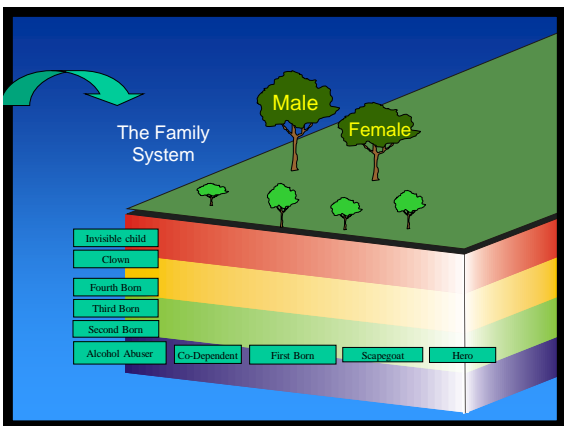 Male
Female
The Family
System
Invisible child
Clown
Fourth Born
Third Born
Second Born
Alcohol Abuser
Co-Dependent
First Born
Scapegoat
Hero